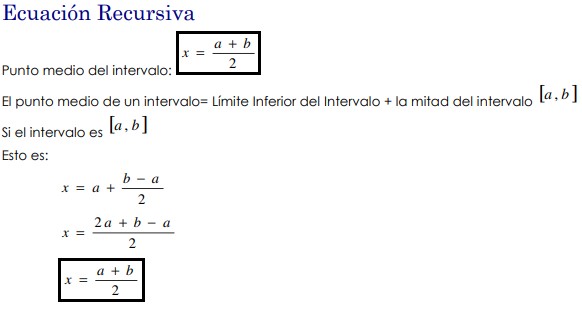 Ecuación Recursiva
Punto medio del intervalo: x = \frac{a + b}{2}
El punto medio de un intervalo= Límite Inferior del Intervalo + la mitad del intervalo [a,b]
Si el intervalo es [a,b]
Esto es:
x = a + \frac{b - a}{2}
x = \frac{2a + b - a}{2}
x = \frac{a + b}{2}